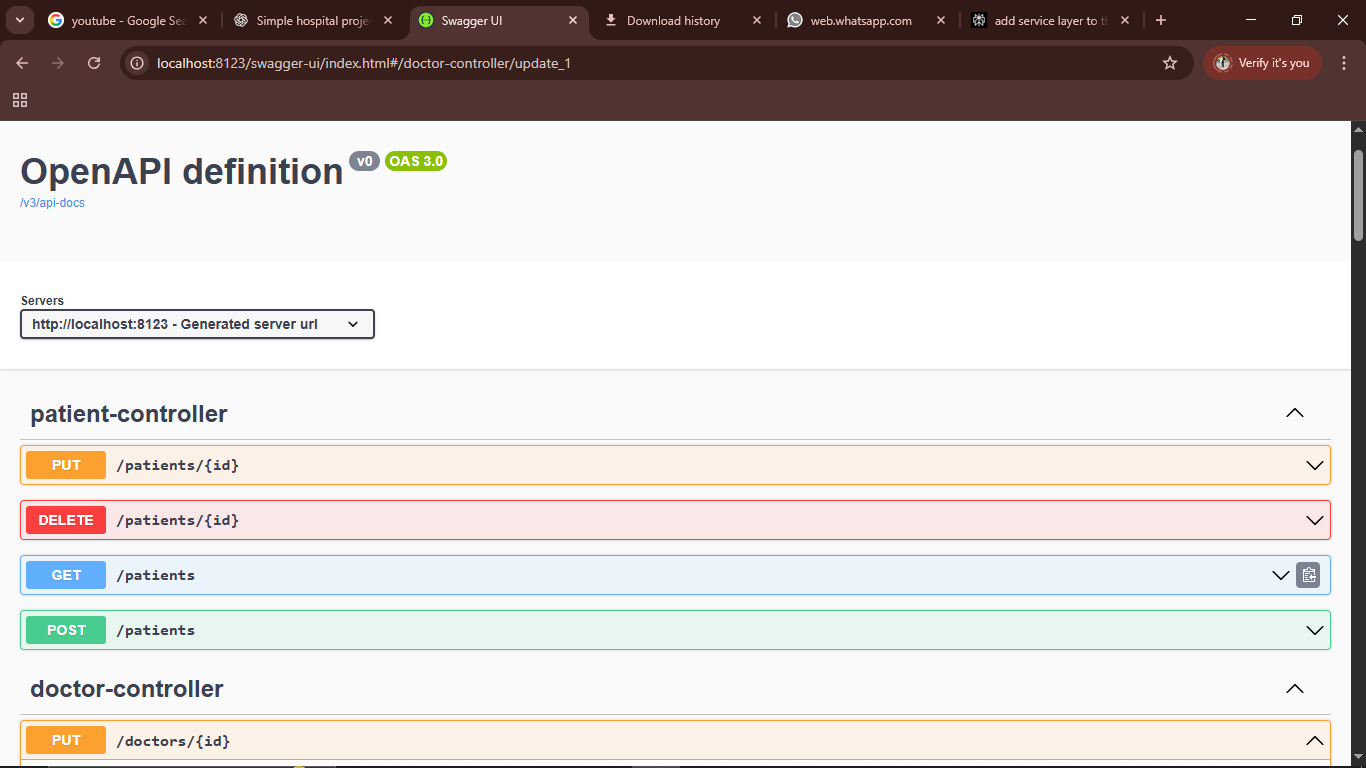 youtube - Google Sea
Simple hospital proje
Swagger UI
Download history
web.whatsapp.com
add service layer to th
localhost:8123/swagger-ui/index.html#/doctor-controller/update_1
Verify it's you
OpenAPI definition v0 OAS 3.0
/v3/api-docs
Servers
http://localhost:8123 - Generated server url
patient-controller
PUT /patients/{id}
DELETE /patients/{id}
GET /patients
POST /patients
doctor-controller
PUT /doctors/{id}